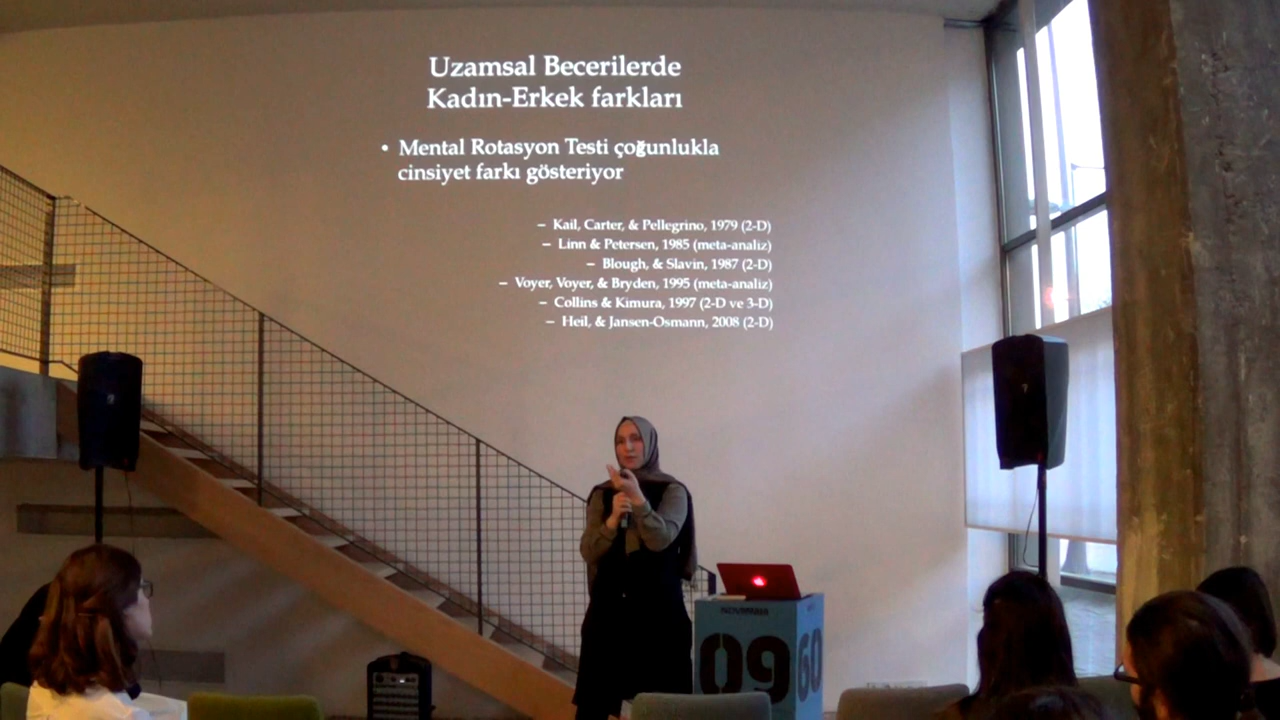 Uzamsal Becerilerde
Kadın-Erkek farkları
• Mental Rotasyon Testi çoğunlukla
cinsiyet farkı gösteriyor
– Kail, Carter, & Pellegrino, 1979 (2-D)
– Linn & Petersen, 1985 (meta-analiz)
– Blough, & Slavin, 1987 (2-D)
– Voyer, Voyer, & Bryden, 1995 (meta-analiz)
– Collins & Kimura, 1997 (2-D ve 3-D)
– Heil, & Jansen-Osmann, 2008 (2-D)
09
60